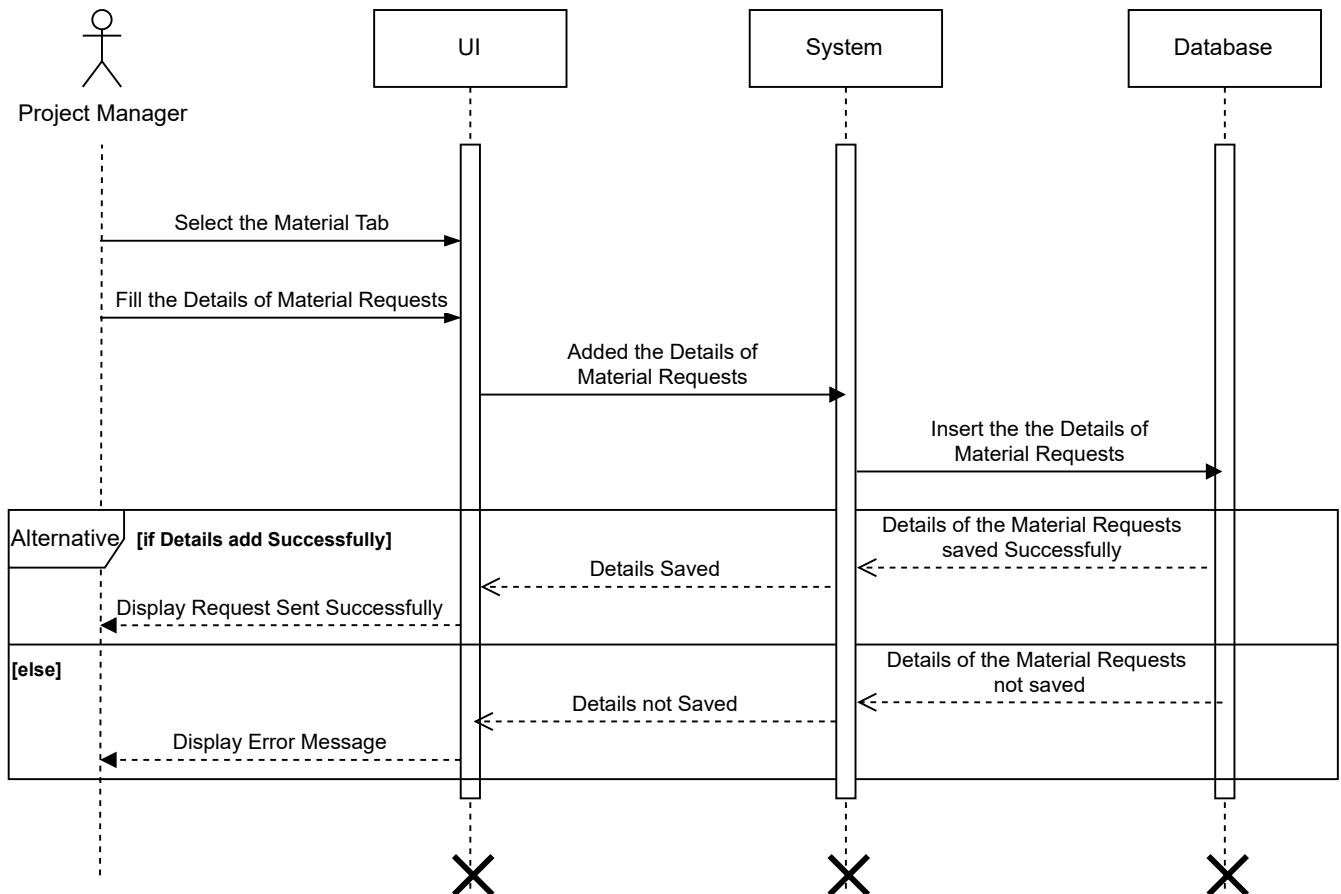 UI
System
Database
Project Manager
Select the Material Tab
Fill the Details of Material Requests
Added the Details of
Material Requests
Insert the the Details of
Material Requests
Alternative
[if Details add Successfully]
Details of the Material Requests
saved Successfully
Details Saved
Display Request Sent Successfully
[else]
Details of the Material Requests
not saved
Details not Saved
Display Error Message